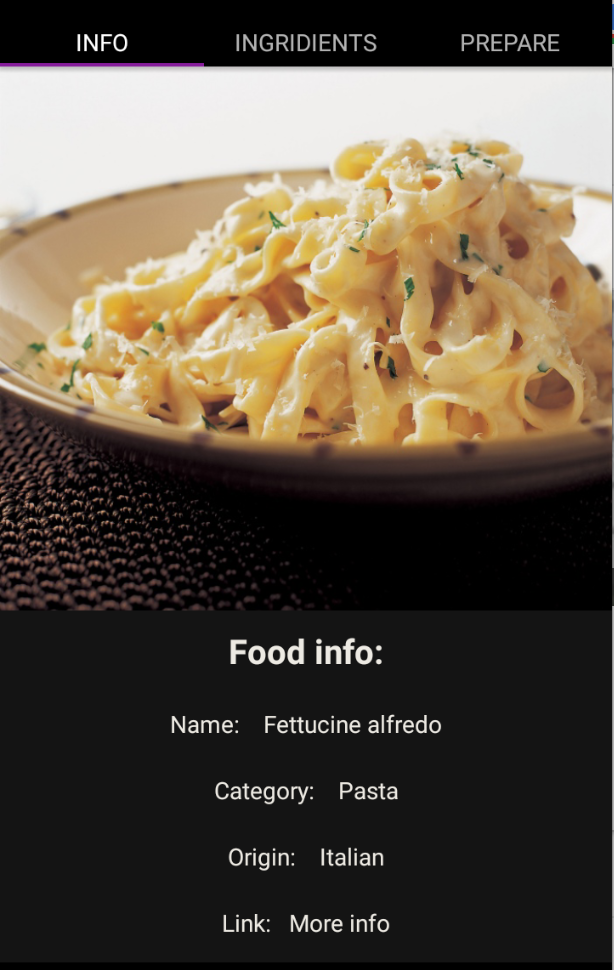 INFO INGRIDIENTS PREPARE
Food info:
Name: Fettucine alfredo
Category: Pasta
Origin: Italian
Link: More info